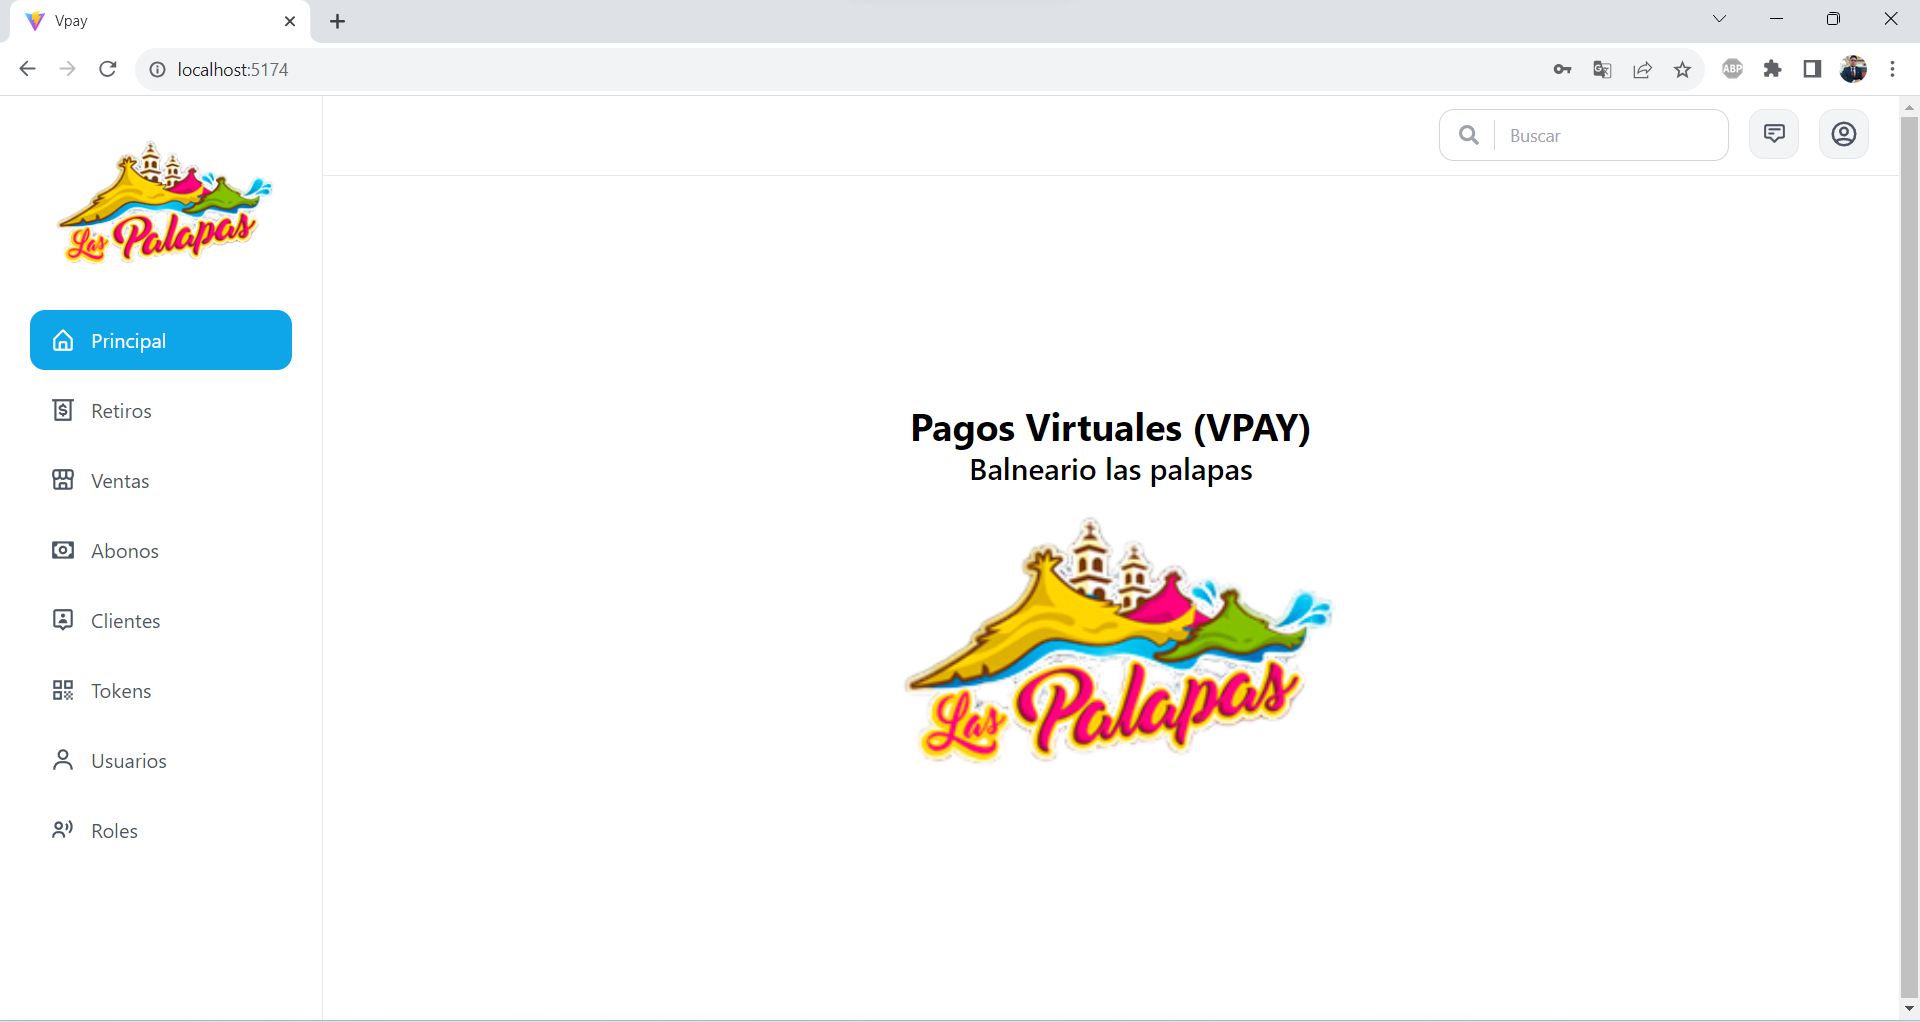 Vpay
localhost:5174
ABP
Buscar
Las Palapas
Principal
Retiros
Ventas
Abonos
Clientes
Tokens
Usuarios
Roles
Pagos Virtuales (VPAY)
Balneario las palapas
Las Palapas